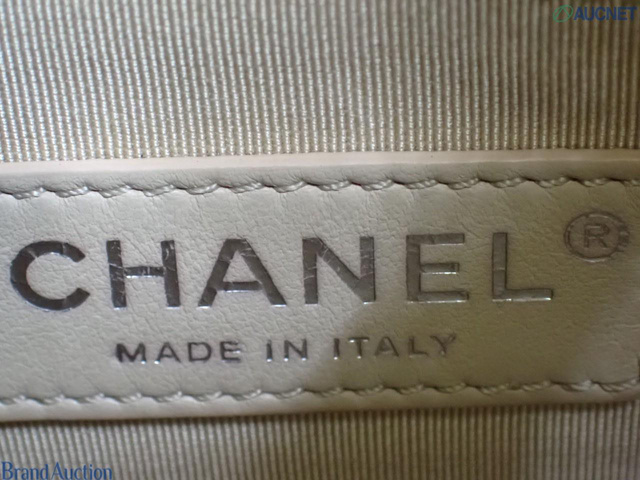 AUCNET
CHANEL®
MADE IN ITALY
Brand Auction